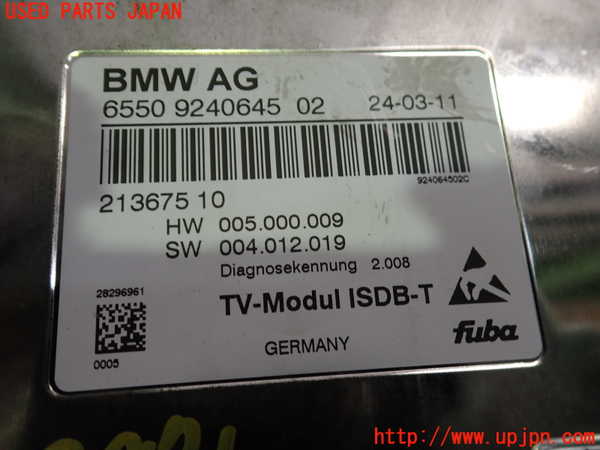 USED PARTS JAPAN
BMW AG
6550 9240645 02 24-03-11
924064502C
213675 10
HW 005.000.009
SW 004.012.019
Diagnosekennung 2.008
28296961
TV-Modul ISDB-T
0005
GERMANY
fuba
UPJ
http://www.upjpn.com